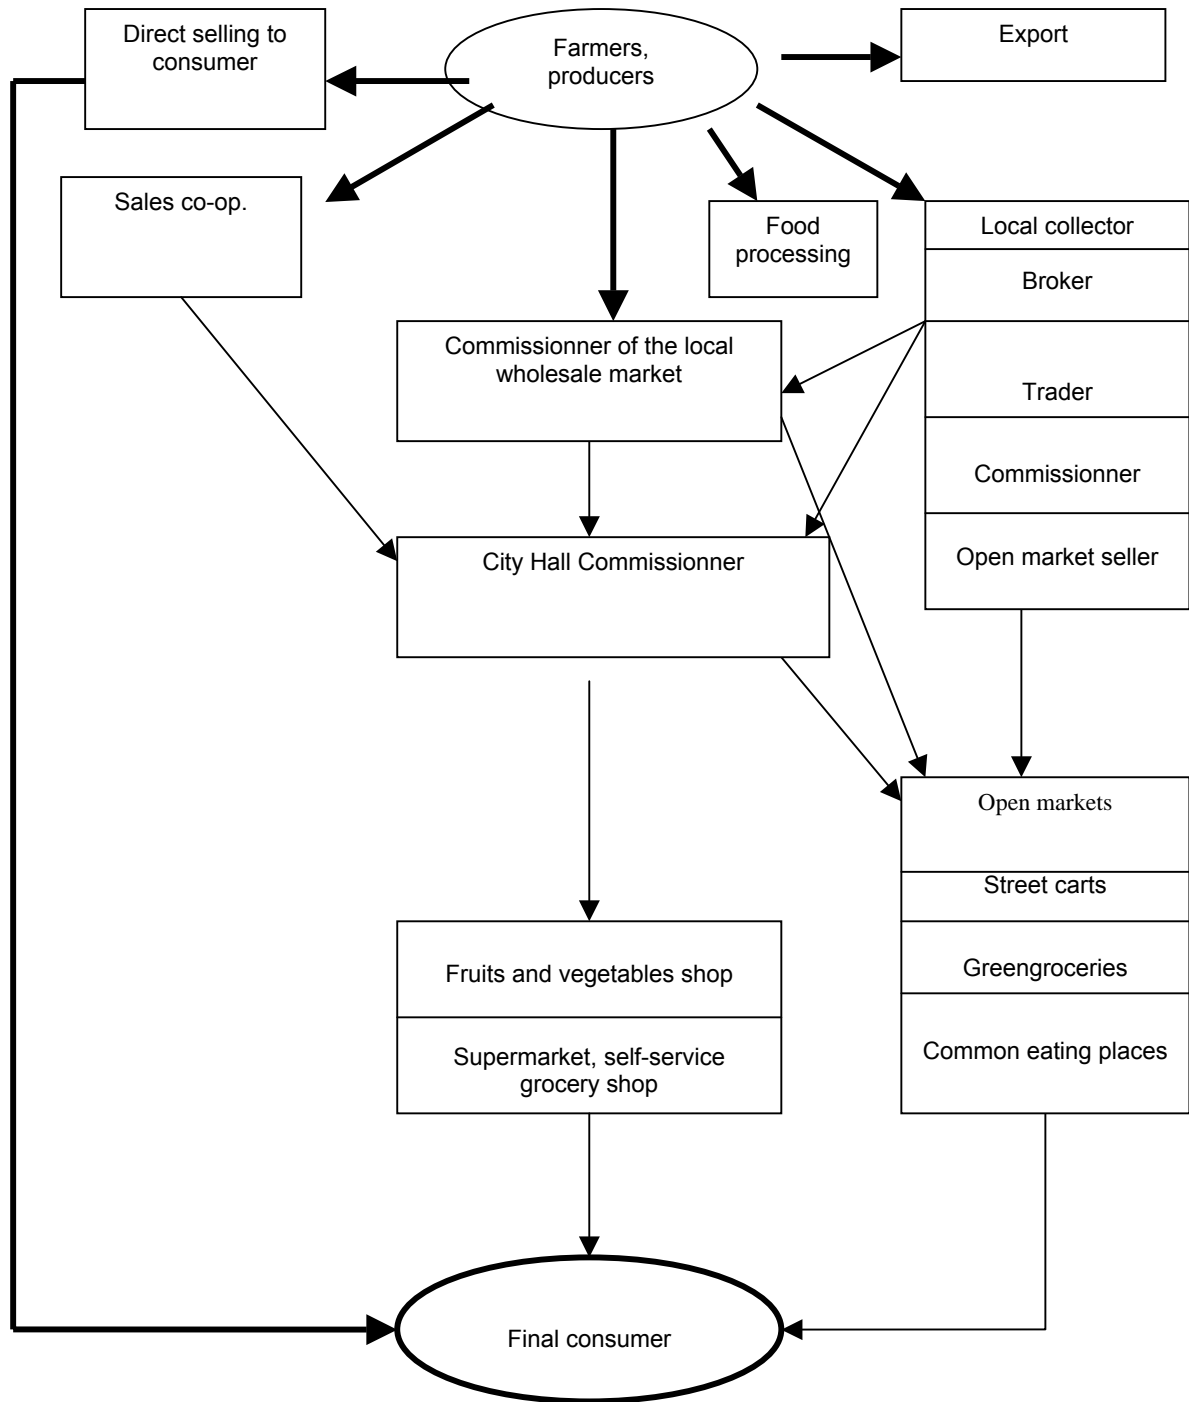 Direct selling to
consumer
Farmers,
producers
Export
Sales co-op.
Food
processing
Local collector
Broker
Commissionner of the local
wholesale market
Trader
Commissionner
City Hall Commissionner
Open market seller
Open markets
Street carts
Fruits and vegetables shop
Greengroceries
Supermarket, self-service
grocery shop
Common eating places
Final consumer